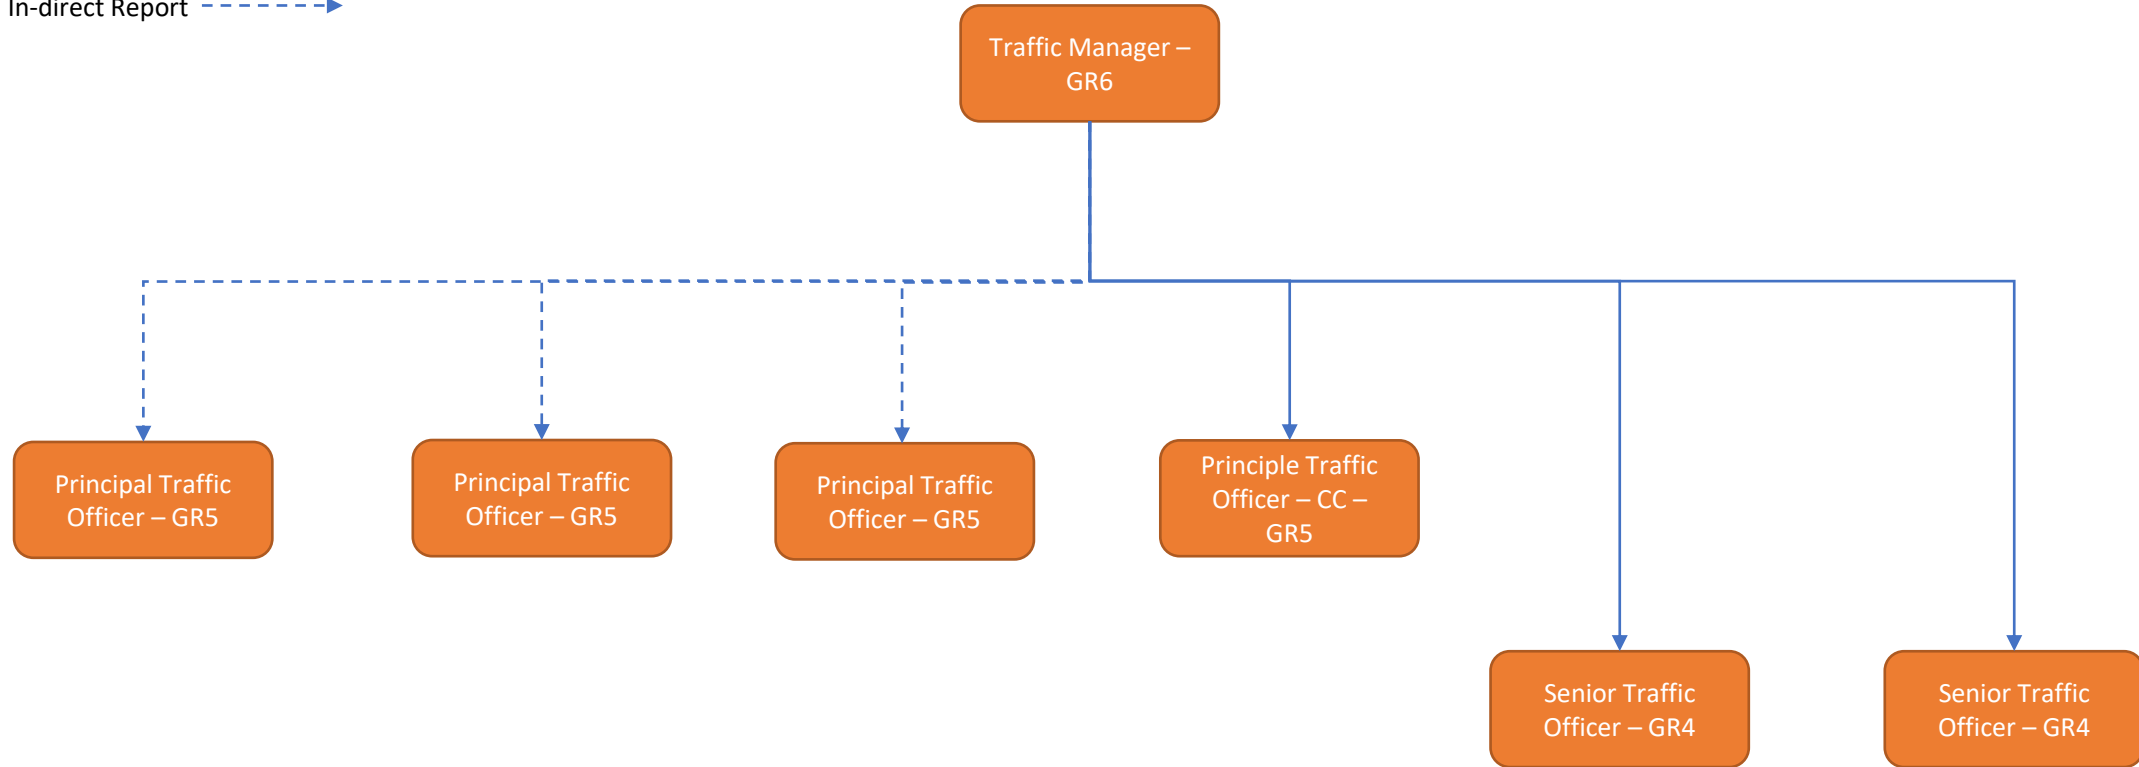 In-direct Report
Traffic Manager –
GR6
Principal Traffic
Officer – GR5
Principal Traffic
Officer – GR5
Principal Traffic
Officer – GR5
Principle Traffic
Officer – CC –
GR5
Senior Traffic
Officer – GR4
Senior Traffic
Officer – GR4